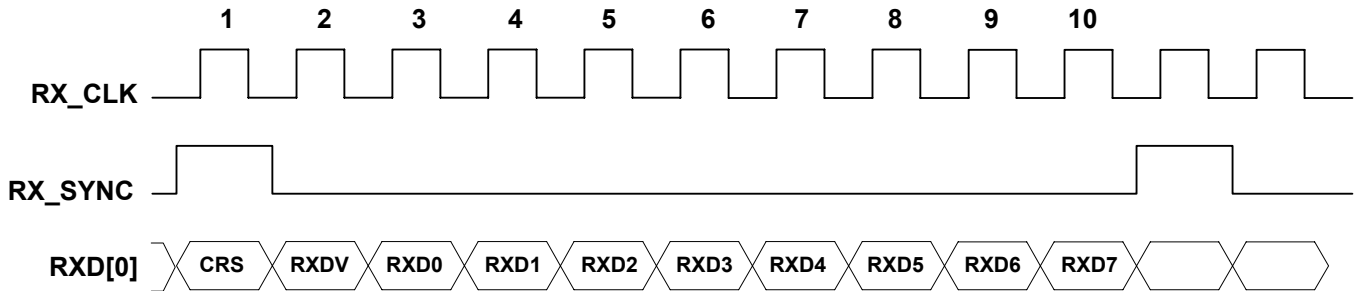 1 2 3 4 5 6 7 8 9 10
RX_CLK
RX_SYNC
RXD[0] CRS RXDV RXD0 RXD1 RXD2 RXD3 RXD4 RXD5 RXD6 RXD7